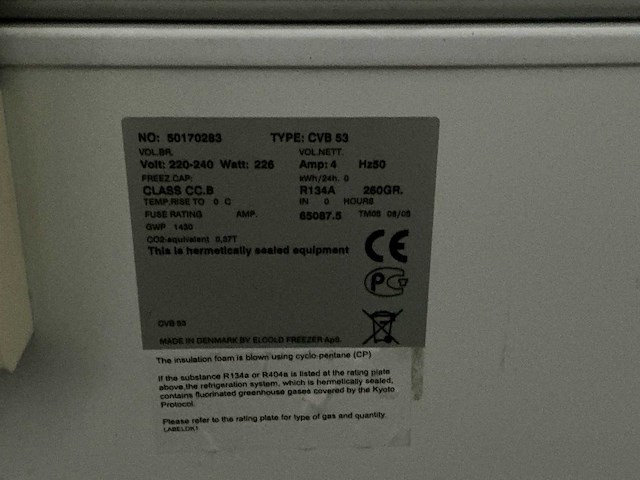 NO: 50170283 TYPE: CVB 53
VOL.BR. VOL.NETT.
Volt: 220-240 Watt: 226 Amp: 4 Hz50
FREEZ.CAP: kWh/24h. 0
CLASS CC.B R134A 260GR.
TEMP.RISE TO 0 C IN 0 HOURS
FUSE RATING AMP. 65087.5
GWP 1430
CO2-equivalent 0,37T
This is hermetically sealed equipment
CE
PC
CVB 53
MADE IN DENMARK BY ELCOLD FREEZER ApS.
The insulation foam is blown using cyclo pentane (CP)
If the substance R134a or R404a is listed at the rating plate
above,the refrigeration system, which is hermetically sealed,
contains fluorinated greenhouse gases covered by the Kyoto
Protocol.
Please refer to the rating plate for type of gas and quantity.